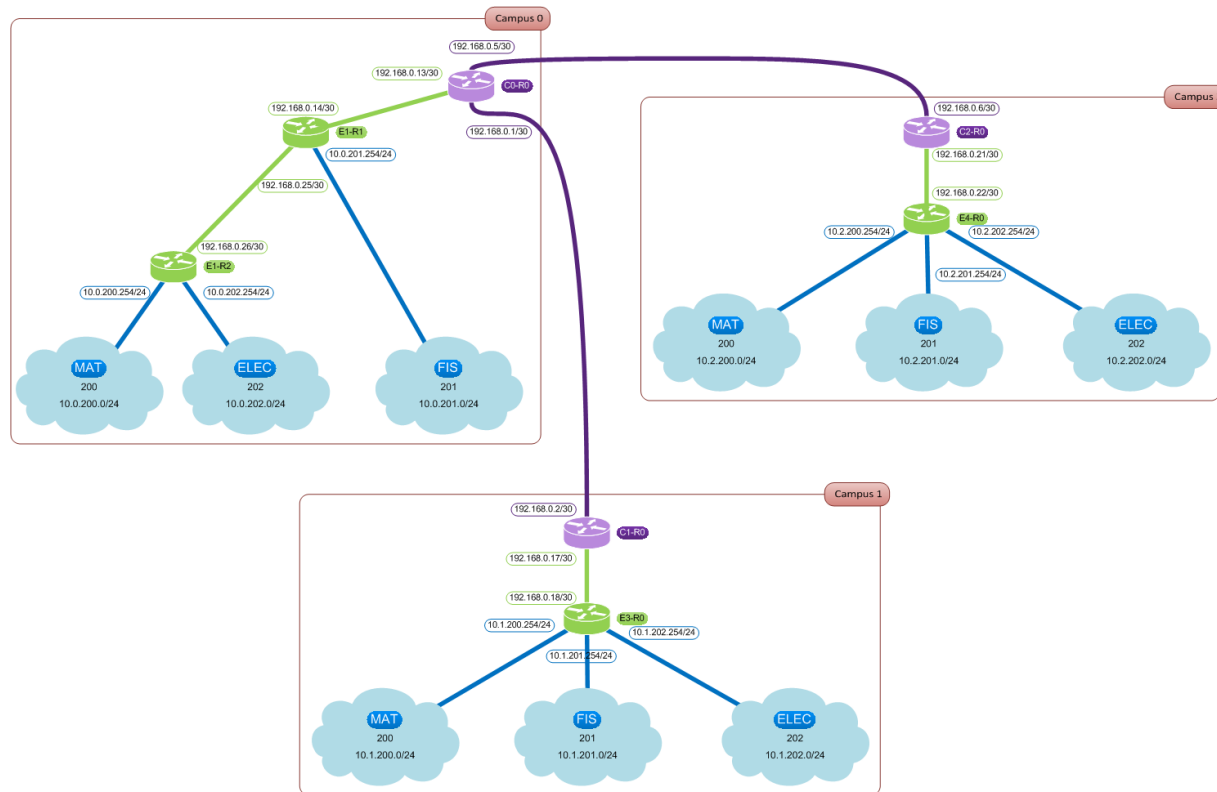 Campus 0
192.168.0.5/30
192.168.0.13/30
C0-R0
192.168.0.14/30
192.168.0.1/30
E1-R1
10.0.201.254/24
192.168.0.25/30
192.168.0.26/30
E1-R2
10.0.200.254/24
10.0.202.254/24
MAT
200
10.0.200.0/24
ELEC
202
10.0.202.0/24
FIS
201
10.0.201.0/24
Campus
192.168.0.6/30
C2-R0
192.168.0.21/30
192.168.0.22/30
E4-R0
10.2.200.254/24
10.2.202.254/24
10.2.201.254/24
MAT
200
10.2.200.0/24
FIS
201
10.2.201.0/24
ELEC
202
10.2.202.0/24
Campus 1
192.168.0.2/30
C1-R0
192.168.0.17/30
192.168.0.18/30
E3-R0
10.1.200.254/24
10.1.202.254/24
10.1.201.254/24
MAT
200
10.1.200.0/24
FIS
201
10.1.201.0/24
ELEC
202
10.1.202.0/24